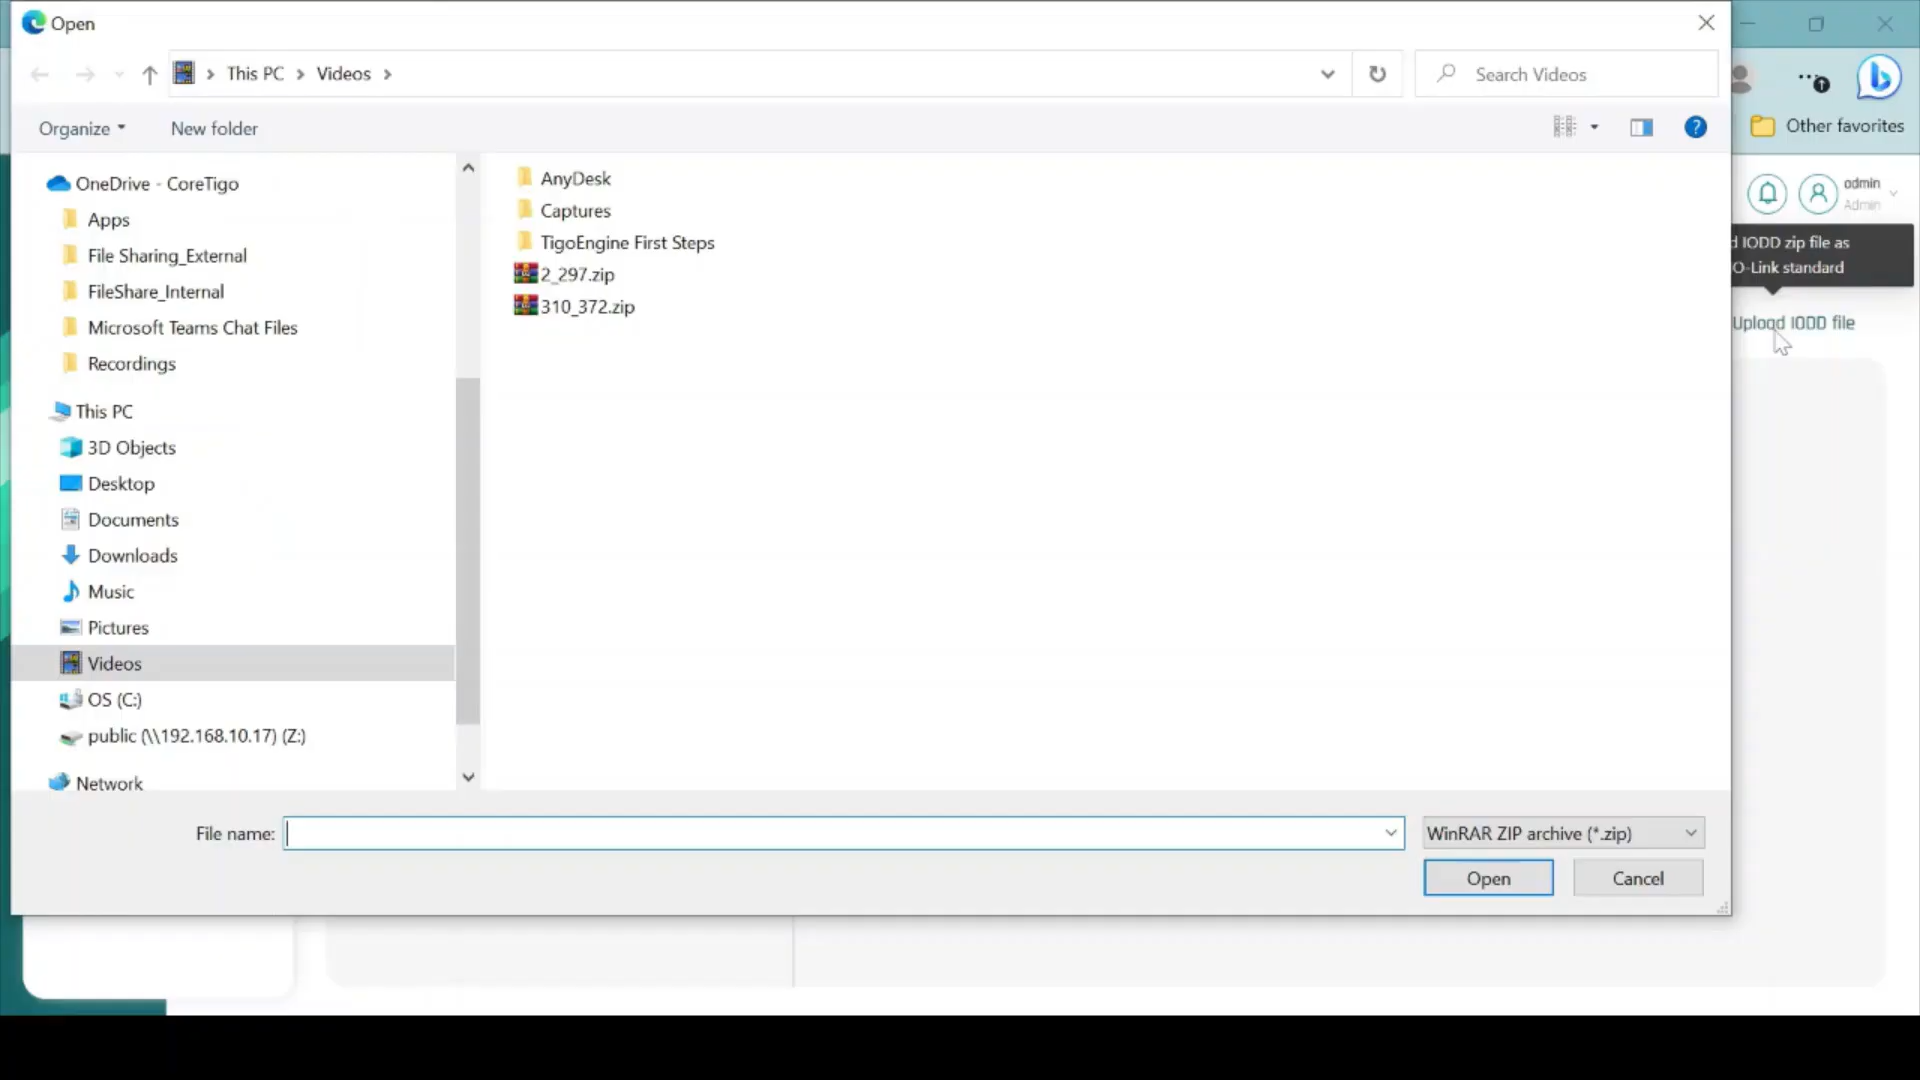 Open
This PC
Videos
Search Videos
Organize
New folder
Other favorites
OneDrive - CoreTigo
Apps
File Sharing_External
FileShare_Internal
Microsoft Teams Chat Files
Recordings
This PC
3D Objects
Desktop
Documents
Downloads
Music
Pictures
Videos
OS (C:)
public (\\192.168.10.17) (Z:)
Network
AnyDesk
Captures
TigoEngine First Steps
2_297.zip
310_372.zip
admin
Admin
IODD zip file as
O-Link standard
Upload IODD file
File name:
WinRAR ZIP archive (*.zip)
Open
Cancel